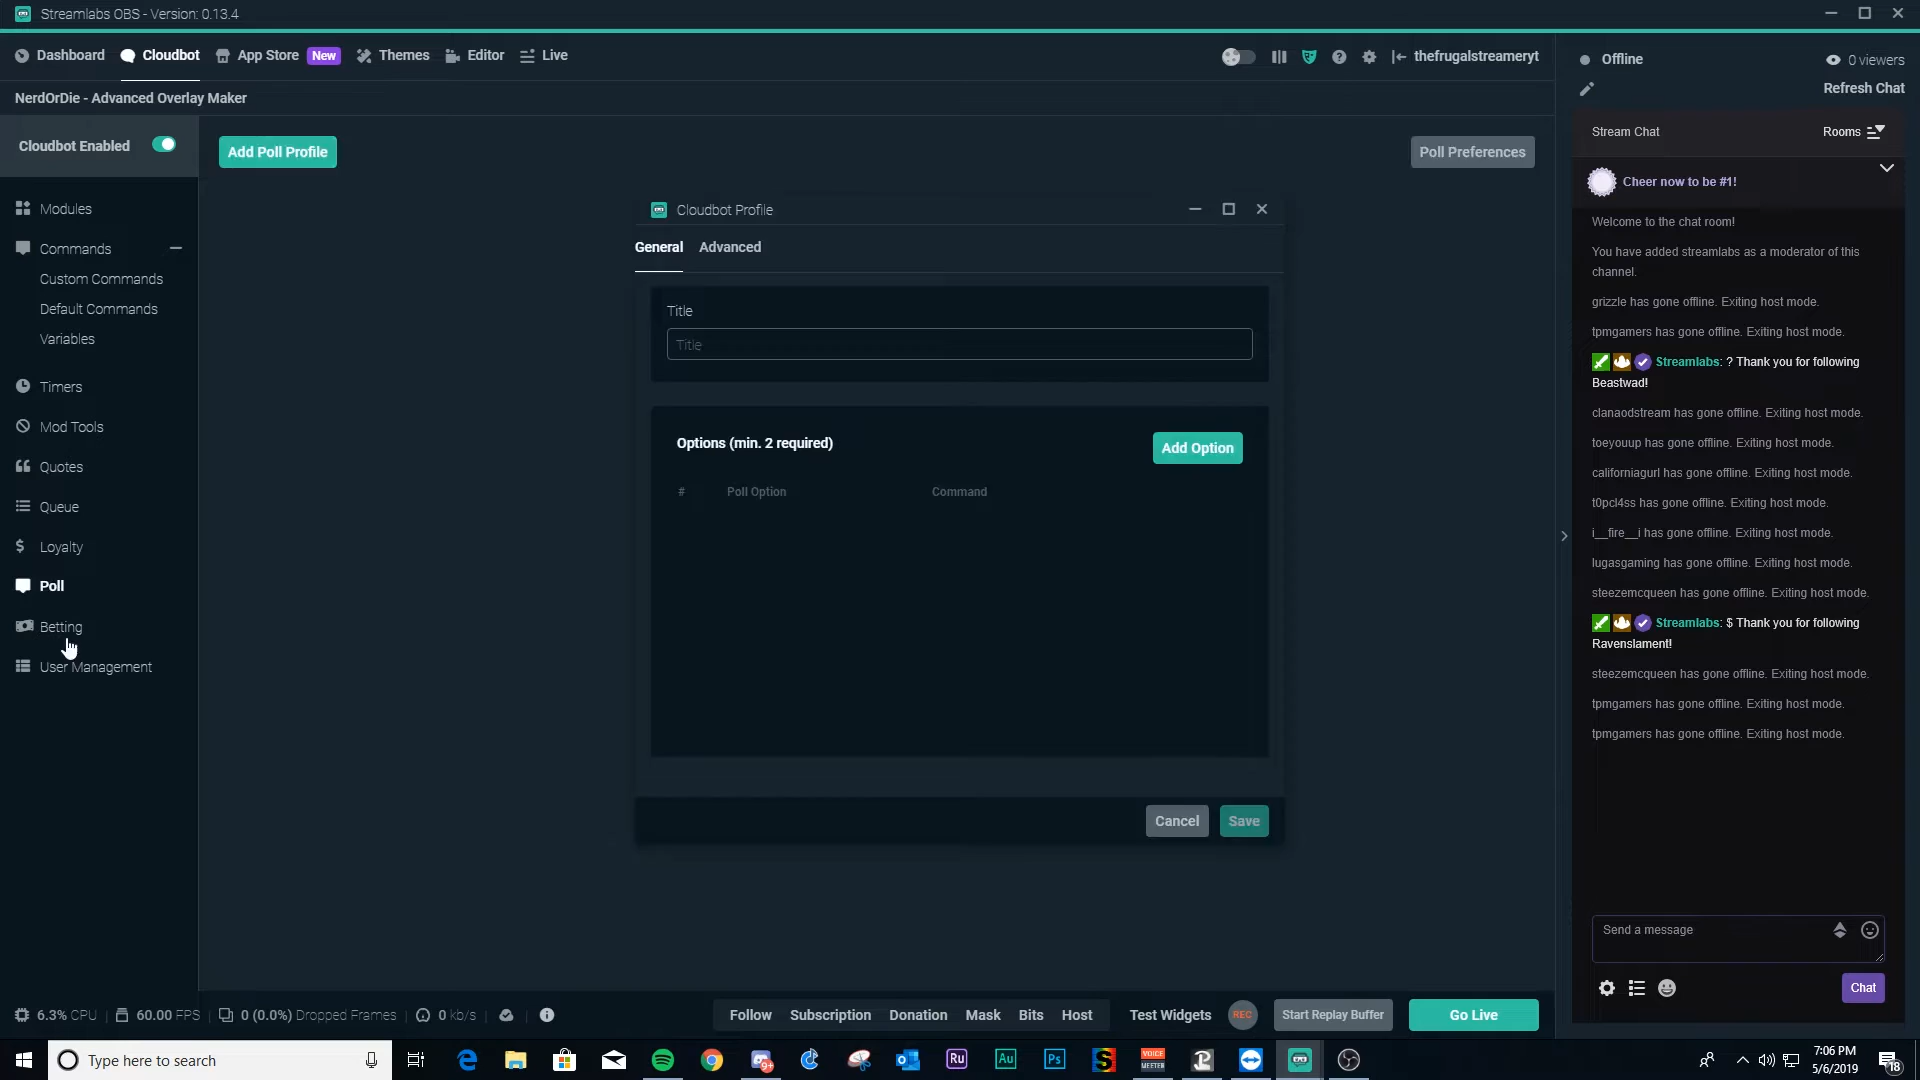 Streamlabs OBS - Version: 0.13.4
Dashboard
Cloudbot
App Store
New
Themes
Editor
Live
thefrugalstreameryt
NerdOrDie - Advanced Overlay Maker
Cloudbot Enabled
Modules
Commands
Custom Commands
Default Commands
Variables
Timers
Mod Tools
Quotes
Queue
Loyalty
Poll
Betting
User Management
Add Poll Profile
Poll Preferences
Cloudbot Profile
General
Advanced
Title
Title
Options (min. 2 required)
Add Option
# Poll Option Command
Cancel
Save
Offline
0 viewers
Refresh Chat
Stream Chat
Rooms
Cheer now to be #1!
Welcome to the chat room!
You have added streamlabs as a moderator of this
channel.
grizzle has gone offline. Exiting host mode.
tpmgamers has gone offline. Exiting host mode.
Streamlabs: ? Thank you for following
Beastwad!
clanaodstream has gone offline. Exiting host mode.
toeyouup has gone offline. Exiting host mode.
californiagurl has gone offline. Exiting host mode.
t0pcl4ss has gone offline. Exiting host mode.
i__fire__i has gone offline. Exiting host mode.
lugasgaming has gone offline. Exiting host mode.
steezemcqueen has gone offline. Exiting host mode.
Streamlabs: $ Thank you for following
Ravenslament!
steezemcqueen has gone offline. Exiting host mode.
tpmgamers has gone offline. Exiting host mode.
tpmgamers has gone offline. Exiting host mode.
Send a message
Chat
6.3% CPU
60.00 FPS
0 (0.0%) Dropped Frames
0 kb/s
Follow
Subscription
Donation
Mask
Bits
Host
Test Widgets
REC
Start Replay Buffer
Go Live
Type here to search
9+
Ru
Au
Ps
VOICE
MEETER
7:06 PM
5/6/2019
18